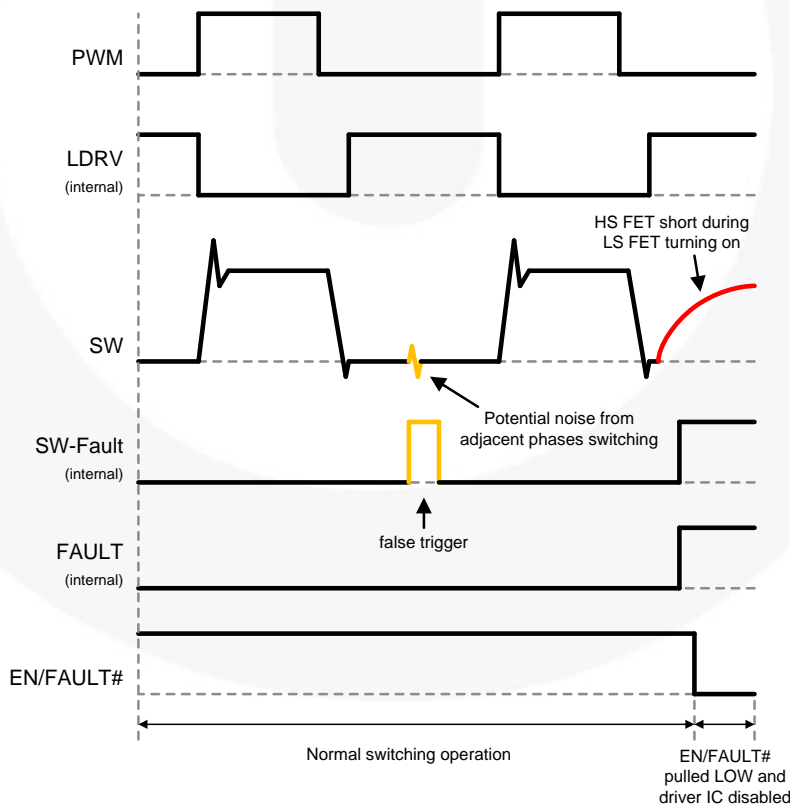 PWM
LDRV
(internal)
HS FET short during
LS FET turning on
SW
Potential noise from
adjacent phases switching
SW-Fault
(internal)
false trigger
FAULT
(internal)
EN/FAULT#
Normal switching operation
EN/FAULT#
pulled LOW and
driver IC disabled